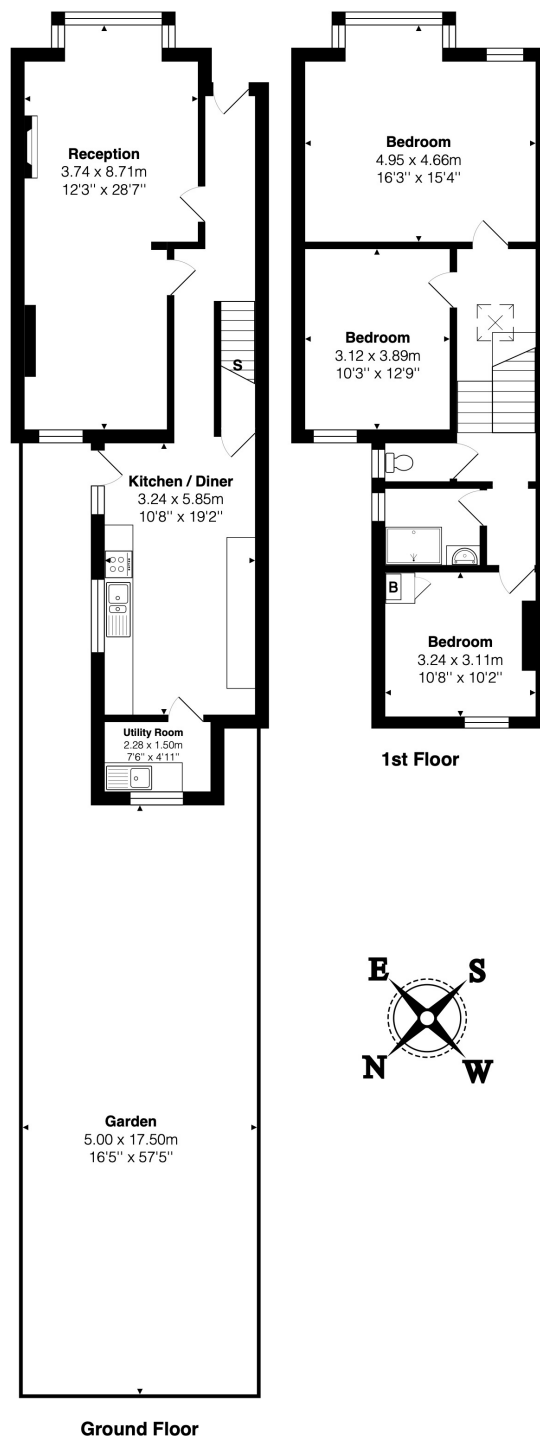 Reception
3.74 x 8.71m
12'3'' x 28'7''
Bedroom
4.95 x 4.66m
16'3'' x 15'4''
Bedroom
3.12 x 3.89m
10'3'' x 12'9''
S
Kitchen / Diner
3.24 x 5.85m
10'8'' x 19'2''
B
Bedroom
3.24 x 3.11m
10'8'' x 10'2''
Utility Room
2.28 x 1.50m
7'6'' x 4'11''
1st Floor
E S
N W
Garden
5.00 x 17.50m
16'5'' x 57'5''
Ground Floor